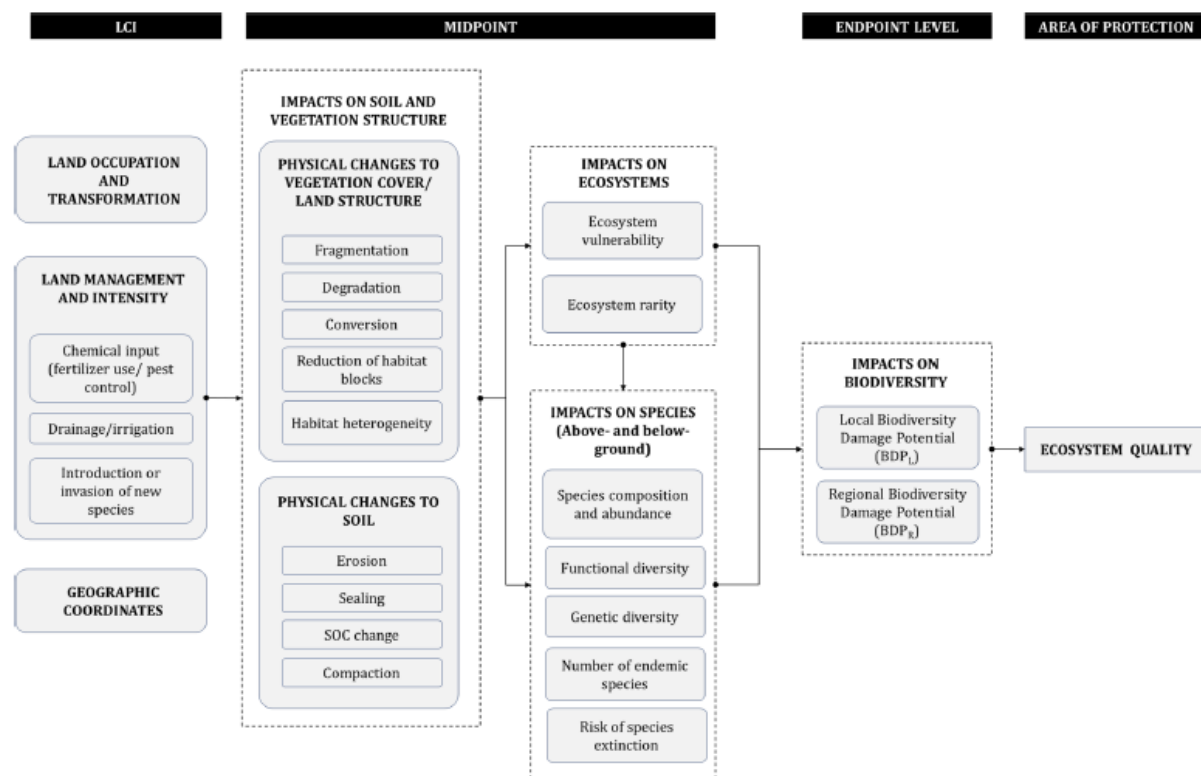 LCI
MIDPOINT
ENDPOINT LEVEL
AREA OF PROTECTION
LAND OCCUPATION
AND
TRANSFORMATION
LAND MANAGEMENT
AND INTENSITY
Chemical input
(fertilizer use/ pest
control)
Drainage/irrigation
Introduction or
invasion of new
species
GEOGRAPHIC
COORDINATES
IMPACTS ON SOIL AND
VEGETATION STRUCTURE
PHYSICAL CHANGES TO
VEGETATION COVER/
LAND STRUCTURE
Fragmentation
Degradation
Conversion
Reduction of habitat
blocks
Habitat heterogeneity
PHYSICAL CHANGES TO
SOIL
Erosion
Sealing
SOC change
Compaction
IMPACTS ON
ECOSYSTEMS
Ecosystem
vulnerability
Ecosystem rarity
IMPACTS ON SPECIES
(Above- and below-
ground)
Species composition
and abundance
Functional diversity
Genetic diversity
Number of endemic
species
Risk of species
extinction
IMPACTS ON
BIODIVERSITY
Local Biodiversity
Damage Potential
(BDP_L)
Regional Biodiversity
Damage Potential
(BDP_R)
ECOSYSTEM QUALITY